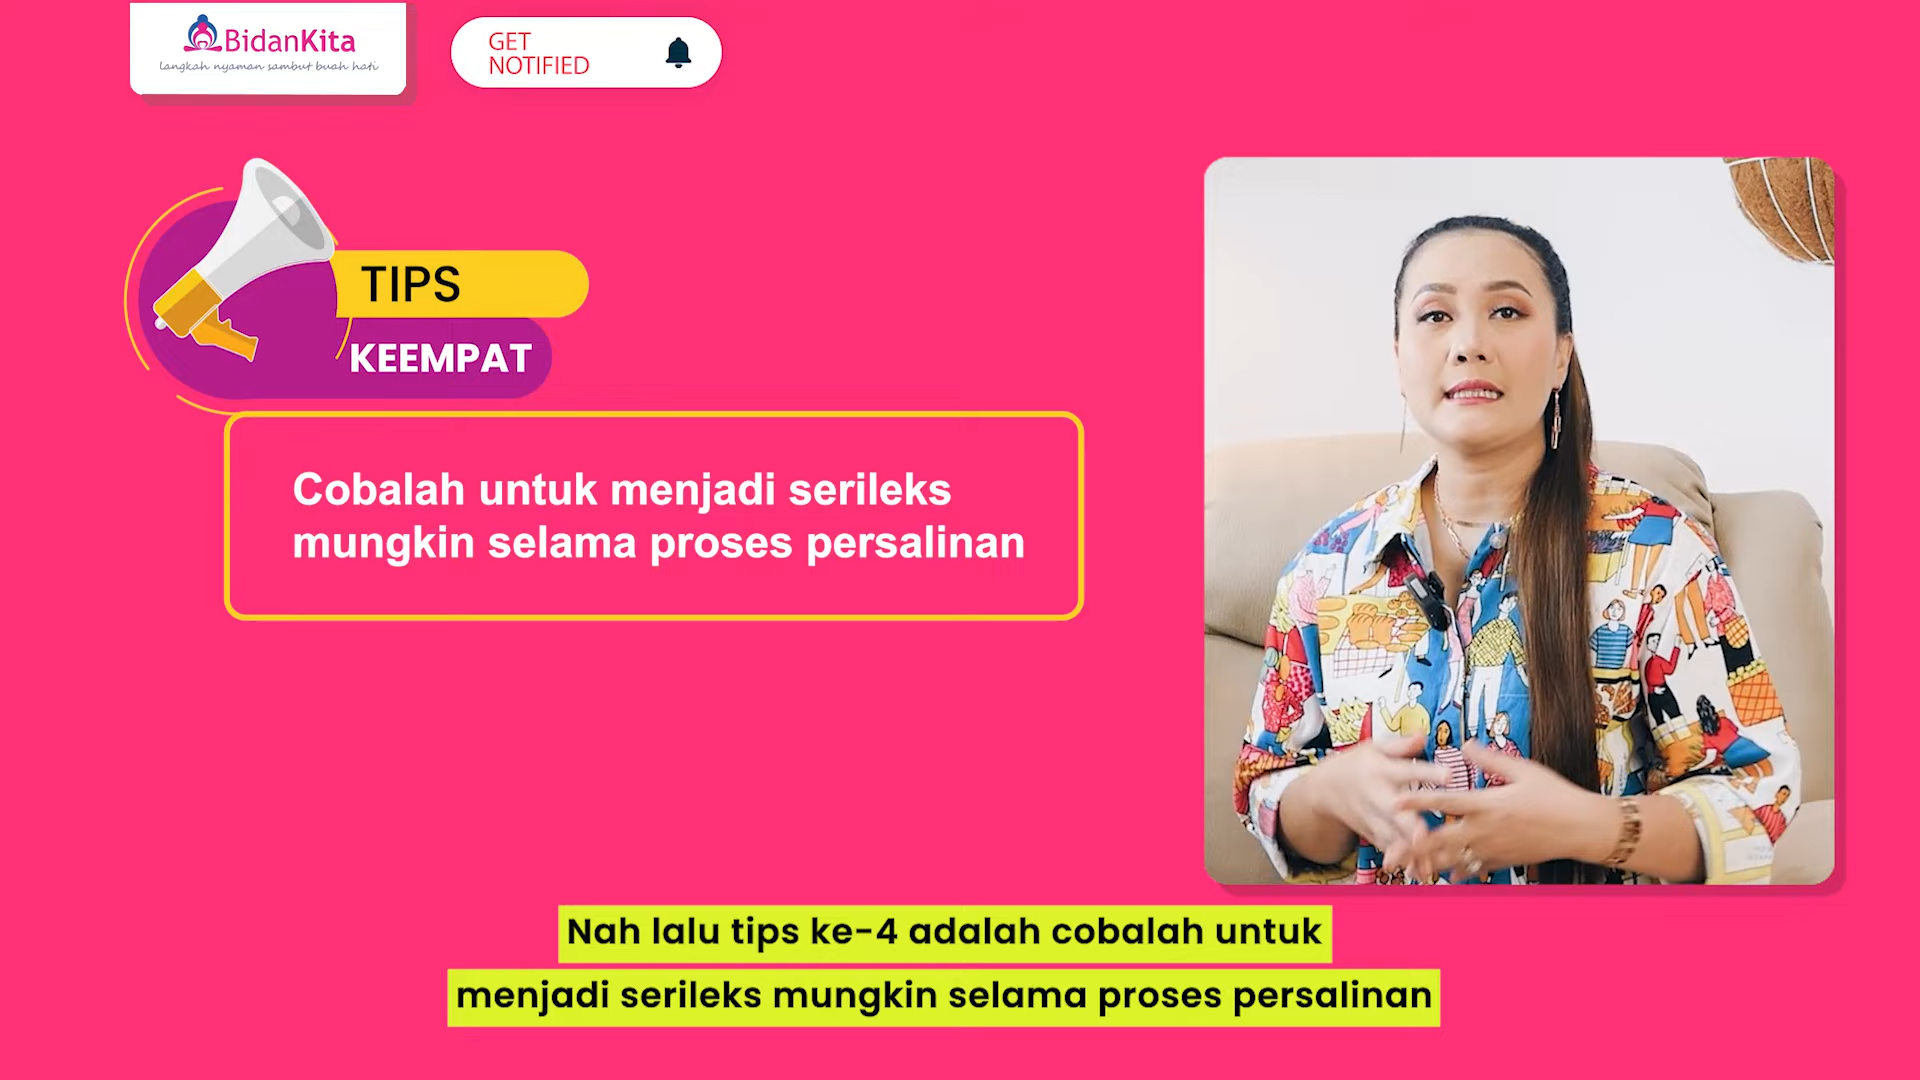 BidanKita
langkah nyaman sambut buah hati
GET
NOTIFIED
TIPS
KEEMPAT
Cobalah untuk menjadi serileks
mungkin selama proses persalinan
Nah lalu tips ke-4 adalah cobalah untuk
menjadi serileks mungkin selama proses persalinan